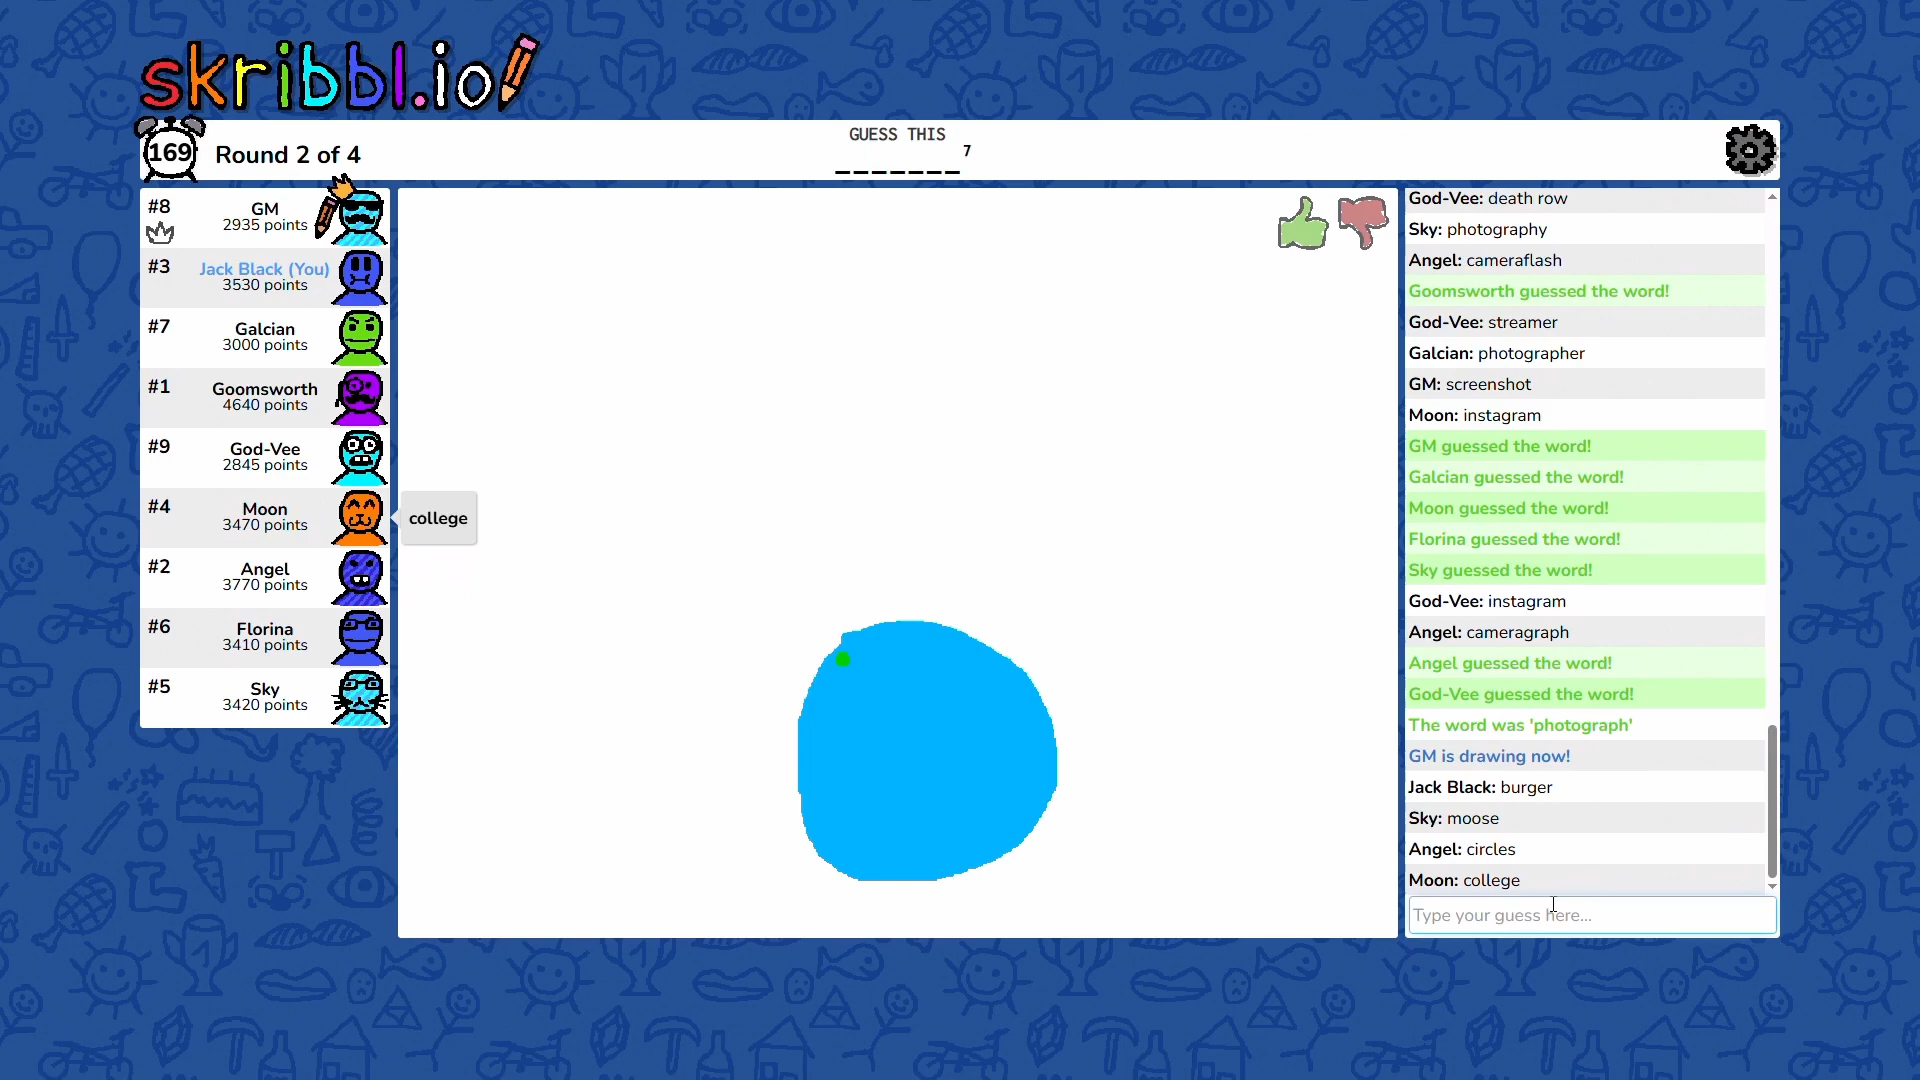 skribbl.io
169
Round 2 of 4
GUESS THIS
_______ 7
#8
GM
2935 points
#3
Jack Black (You)
3530 points
#7
Galcian
3000 points
#1
Goomsworth
4640 points
#9
God-Vee
2845 points
#4
Moon
3470 points
#2
Angel
3770 points
#6
Florina
3410 points
#5
Sky
3420 points
college
God-Vee: death row
Sky: photography
Angel: cameraflash
Goomsworth guessed the word!
God-Vee: streamer
Galcian: photographer
GM: screenshot
Moon: instagram
GM guessed the word!
Galcian guessed the word!
Moon guessed the word!
Florina guessed the word!
Sky guessed the word!
God-Vee: instagram
Angel: cameragraph
Angel guessed the word!
God-Vee guessed the word!
The word was 'photograph'
GM is drawing now!
Jack Black: burger
Sky: moose
Angel: circles
Moon: college
Type your guess here...